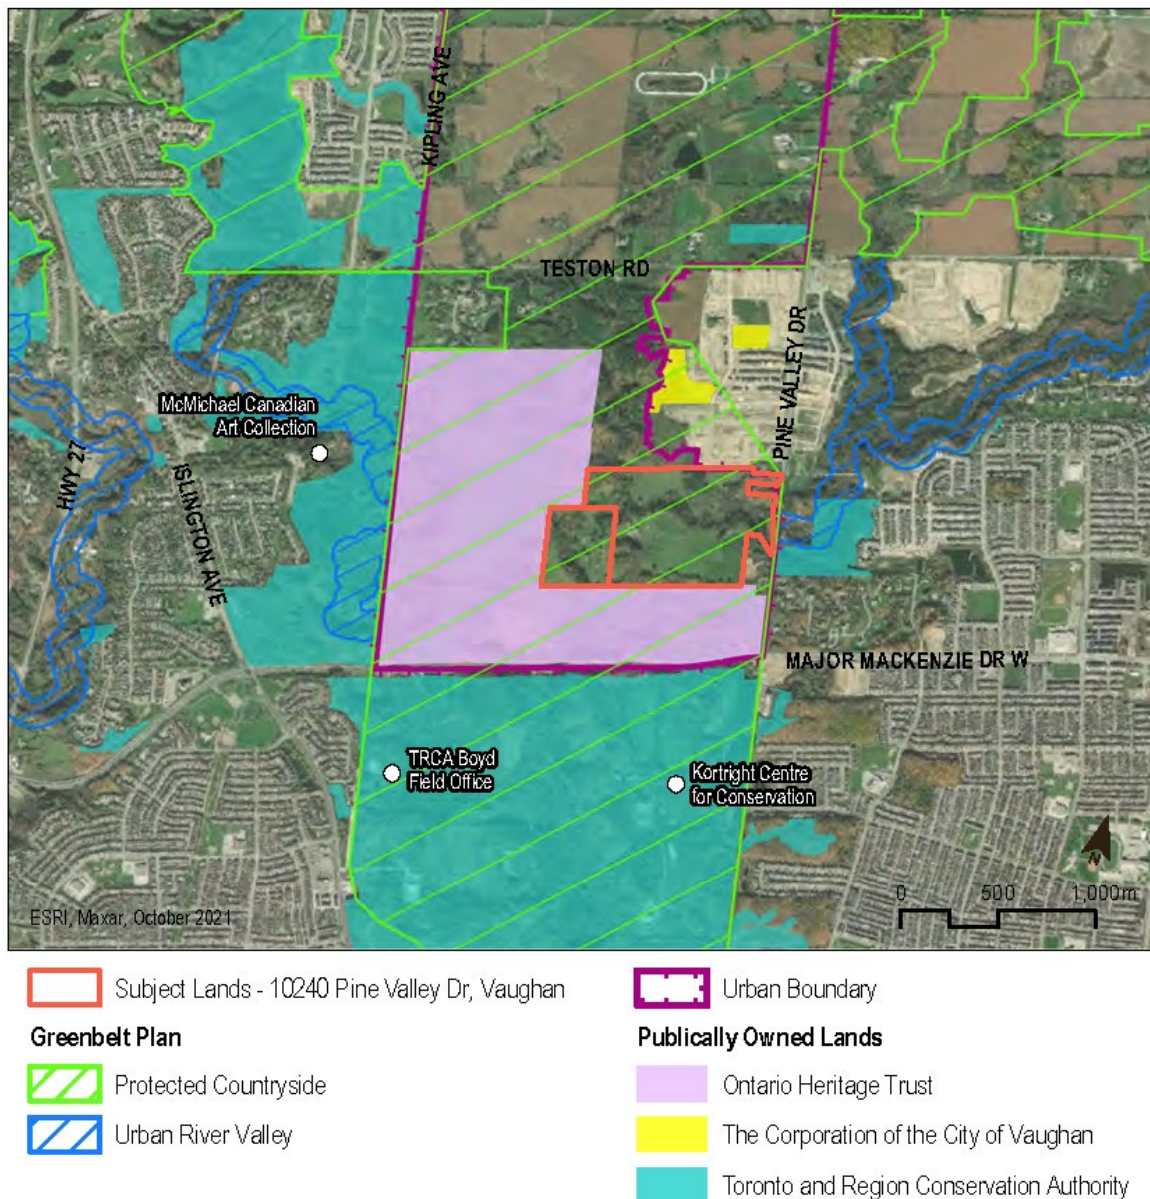 KIPLING AVE
TESTON RD
PINE VALLEY DR
McMichael Canadian
Art Collection
HWY 27
ISLINGTON AVE
MAJOR MACKENZIE DR W
TRCA Boyd
Field Office
Kortright Centre
for Conservation
N
0 500 1,000m
ESRI, Maxar, October 2021
Subject Lands - 10240 Pine Valley Dr, Vaughan
Greenbelt Plan
Protected Countryside
Urban River Valley
Urban Boundary
Publically Owned Lands
Ontario Heritage Trust
The Corporation of the City of Vaughan
Toronto and Region Conservation Authority